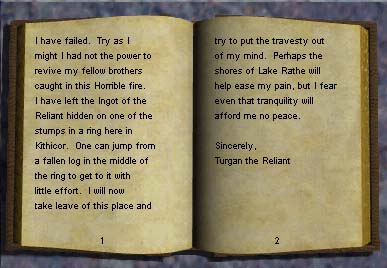 I have failed.  Try as I
might I had not the power to
revive my fellow brothers
caught in this Horrible fire.
I have left the Ingot of the
Reliant hidden on one of the
stumps in a ring here in
Kithicor.  One can jump from
a fallen log in the middle of
the ring to get to it with
little effort.  I will now
take leave of this place and
1
try to put the travesty out
of my mind.  Perhaps the
shores of Lake Rathe will
help ease my pain, but I fear
even that tranquility will
afford me no peace.

Sincerely,
Turgan the Reliant
2